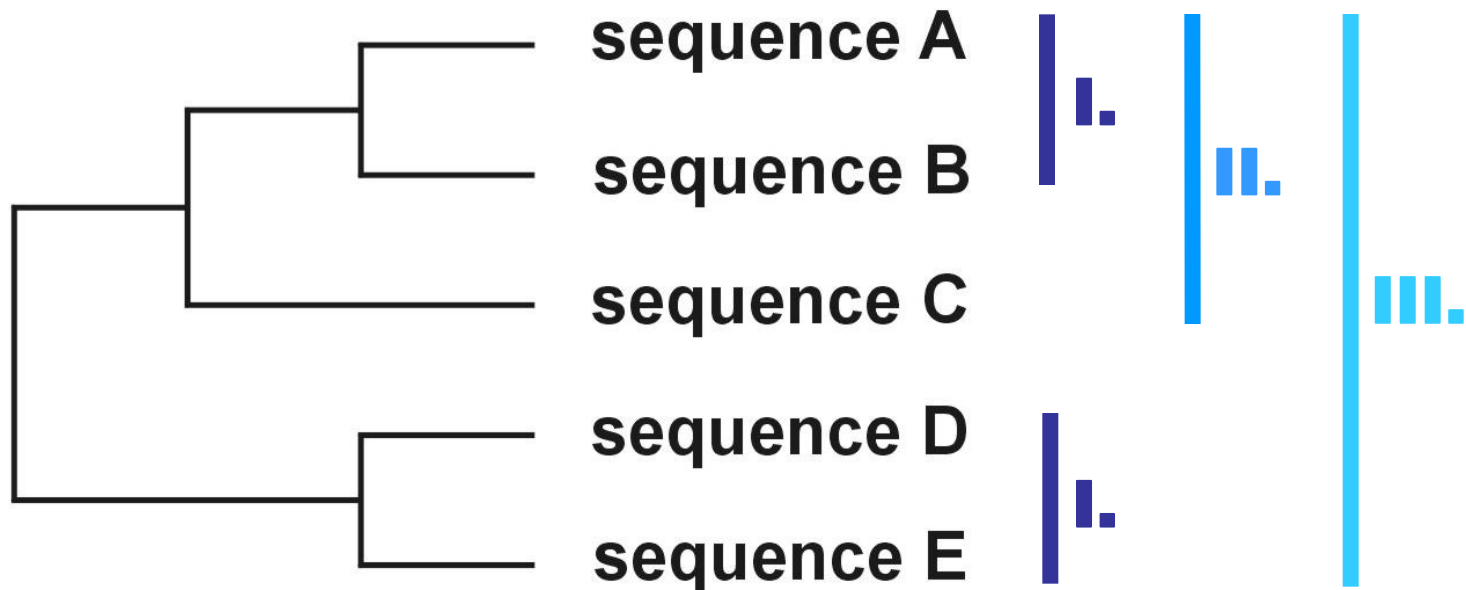 sequence A
I.
sequence B
II.
sequence C
III.
sequence D
I.
sequence E